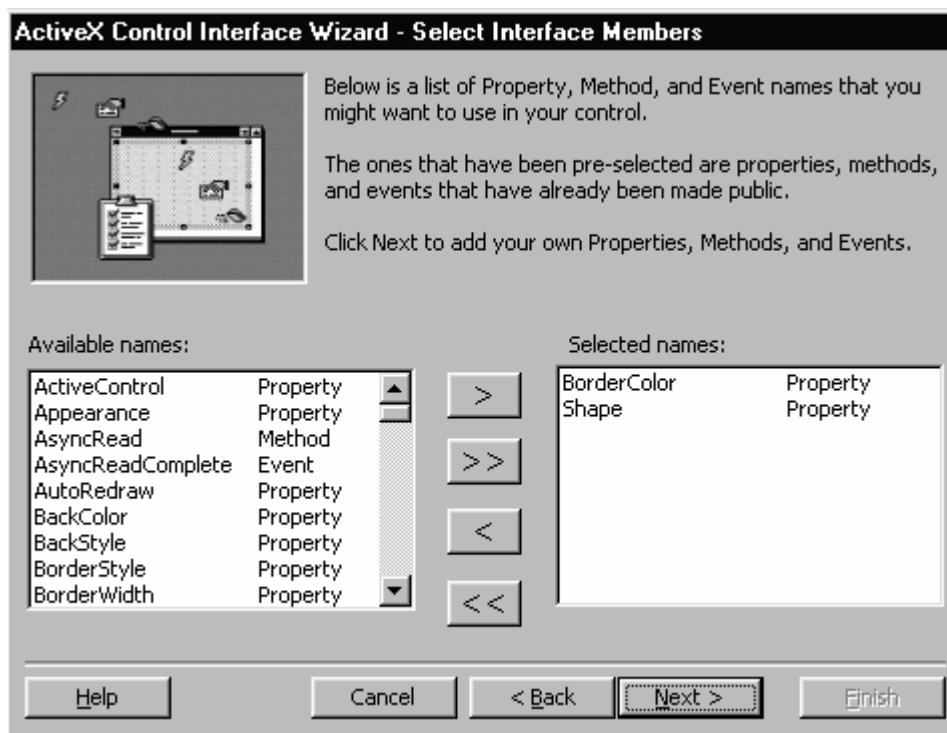 ActiveX Control Interface Wizard - Select Interface Members
Below is a list of Property, Method, and Event names that you
might want to use in your control.
The ones that have been pre-selected are properties, methods,
and events that have already been made public.
Click Next to add your own Properties, Methods, and Events.
Available names:
ActiveControl Property
Appearance Property
AsyncRead Method
AsyncReadComplete Event
AutoRedraw Property
BackColor Property
BackStyle Property
BorderStyle Property
BorderWidth Property
>
>>
<
<<
Selected names:
BorderColor Property
Shape Property
Help Cancel < Back Next > Finish